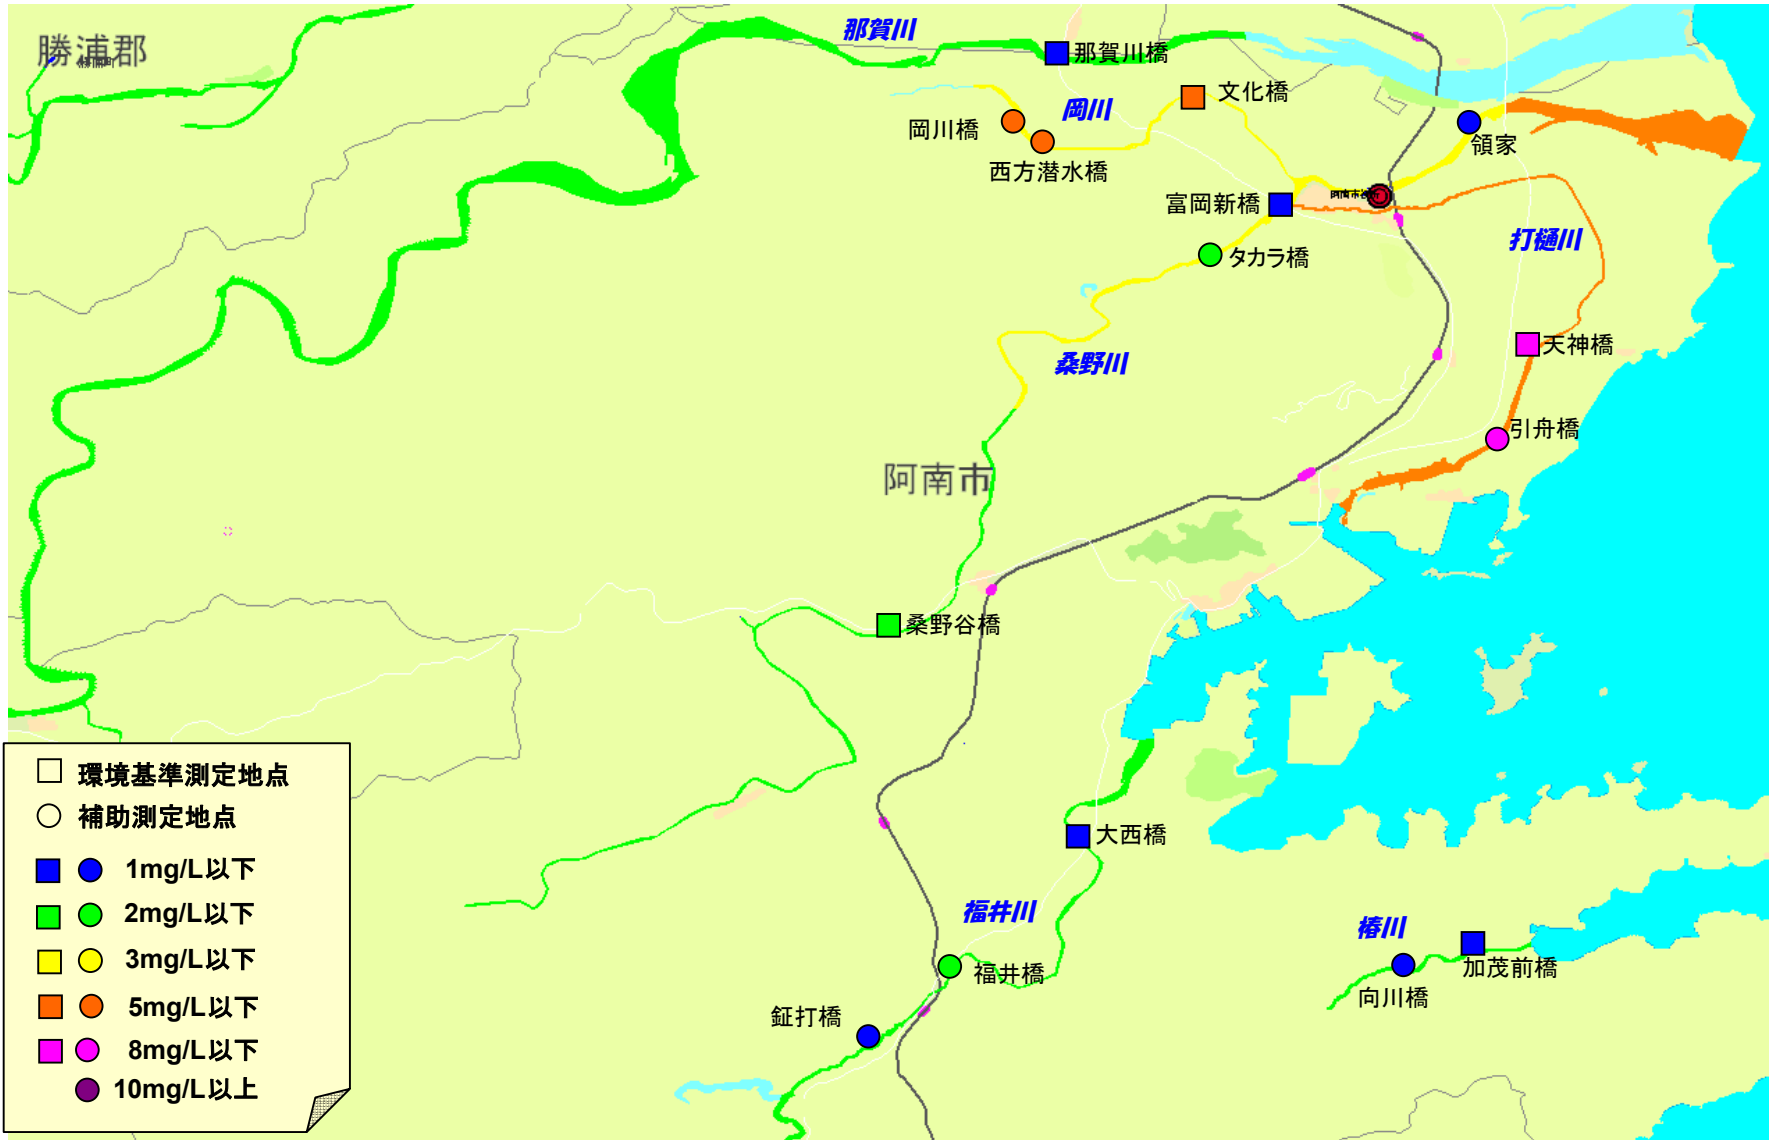 勝浦郡
那賀川
那賀川橋
岡川
文化橋
岡川橋
西方潜水橋
領家
富岡新橋
タカラ橋
打樋川
桑野川
天神橋
引舟橋
阿南市
桑野谷橋
大西橋
福井川
福井橋
鉦打橋
椿川
加茂前橋
向川橋
環境基準測定地点
補助測定地点
1mg/L以下
2mg/L以下
3mg/L以下
5mg/L以下
8mg/L以下
10mg/L以上